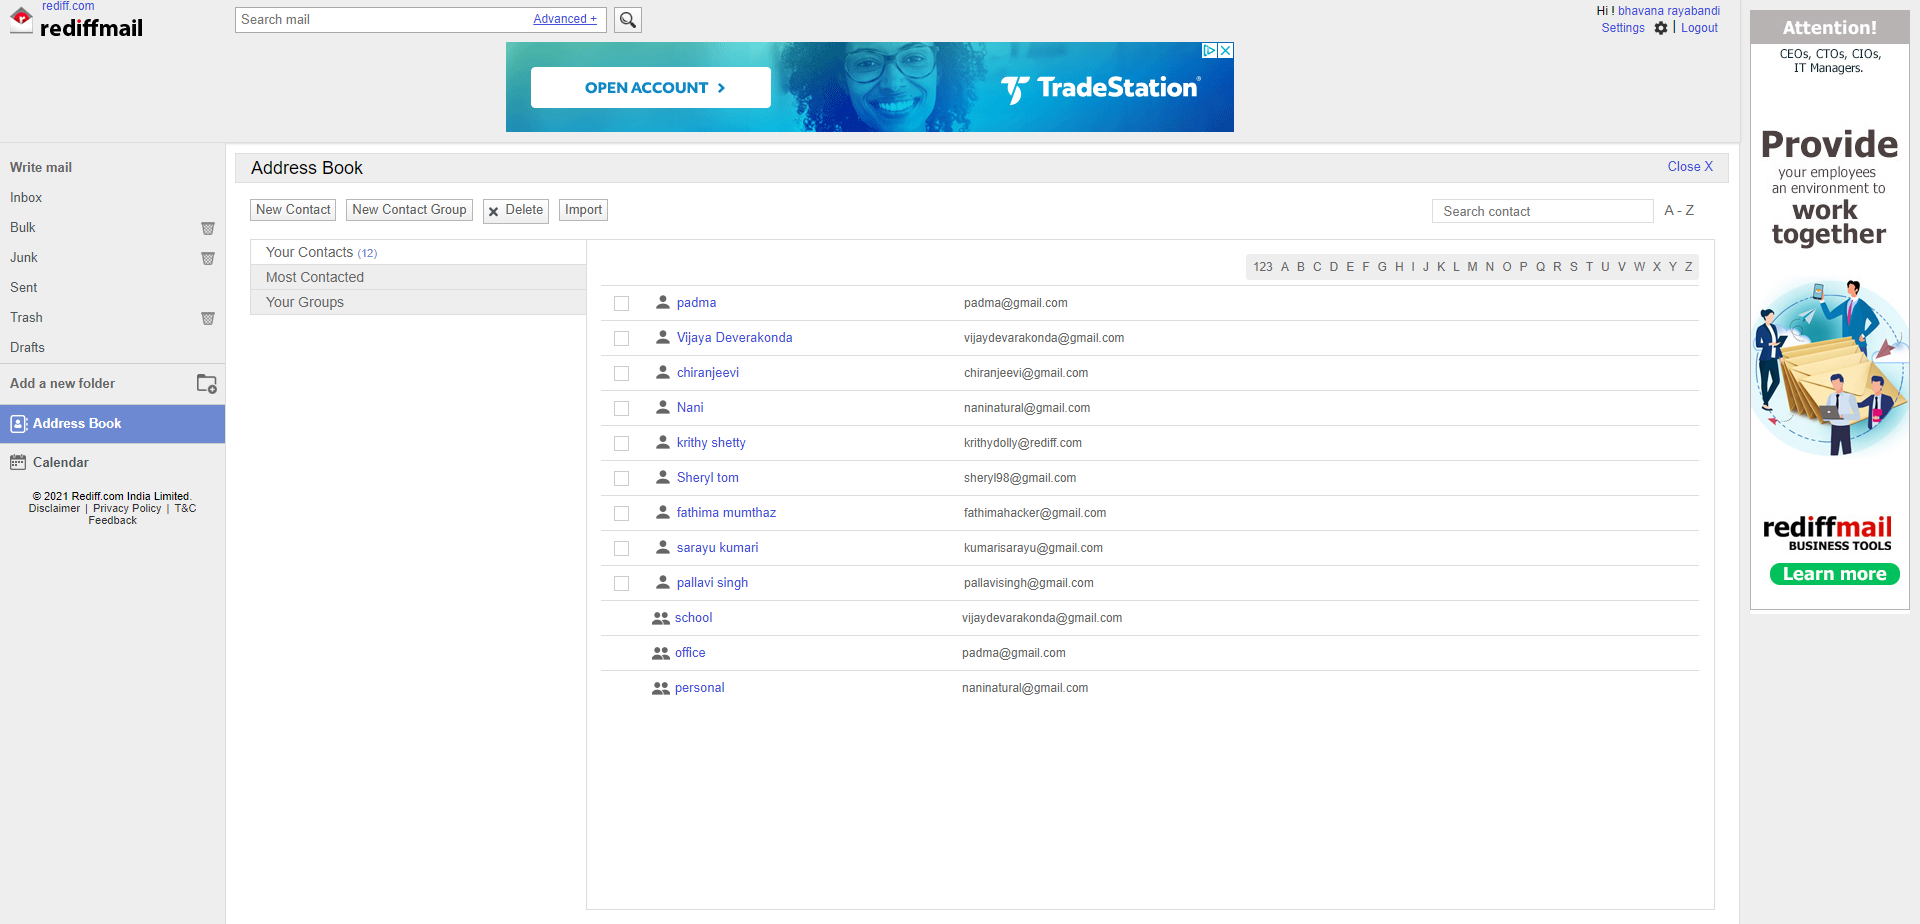 rediff.com
rediffmail
Search mail
Advanced +
Hi ! bhavana rayabandi
Settings | Logout
OPEN ACCOUNT
TradeStation
Attention!
CEOs, CTOs, CIOs,
IT Managers.
Provide
your employees
an environment to
work
together
rediffmail
BUSINESS TOOLS
Learn more
Write mail
Inbox
Bulk
Junk
Sent
Trash
Drafts
Add a new folder
Address Book
Calendar
© 2021 Rediff.com India Limited.
Disclaimer | Privacy Policy | T&C
Feedback
Address Book
Close X
New Contact
New Contact Group
Delete
Import
Search contact
A - Z
Your Contacts (12)
Most Contacted
Your Groups
123 A B C D E F G H I J K L M N O P Q R S T U V W X Y Z
padma padma@gmail.com
Vijaya Deverakonda vijaydevarakonda@gmail.com
chiranjeevi chiranjeevi@gmail.com
Nani naninatural@gmail.com
krithy shetty krithydolly@rediff.com
Sheryl tom sheryl98@gmail.com
fathima mumthaz fathimahacker@gmail.com
sarayu kumari kumarisarayu@gmail.com
pallavi singh pallavisingh@gmail.com
school vijaydevarakonda@gmail.com
office padma@gmail.com
personal naninatural@gmail.com